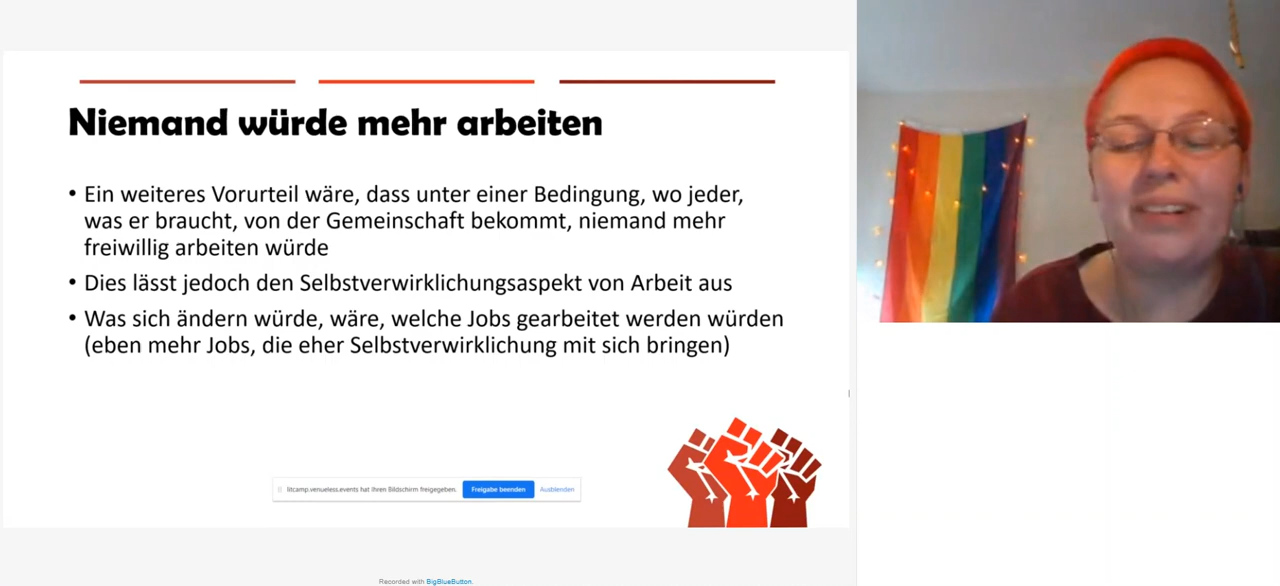 Niemand würde mehr arbeiten
• Ein weiteres Vorurteil wäre, dass unter einer Bedingung, wo jeder,
was er braucht, von der Gemeinschaft bekommt, niemand mehr
freiwillig arbeiten würde
• Dies lässt jedoch den Selbstverwirklichungsaspekt von Arbeit aus
• Was sich ändern würde, wäre, welche Jobs gearbeitet werden würden
(eben mehr Jobs, die eher Selbstverwirklichung mit sich bringen)
litcamp.venueless.events hat Ihren Bildschirm freigegeben. Freigabe beenden Ausblenden
Recorded with BigBlueButton.